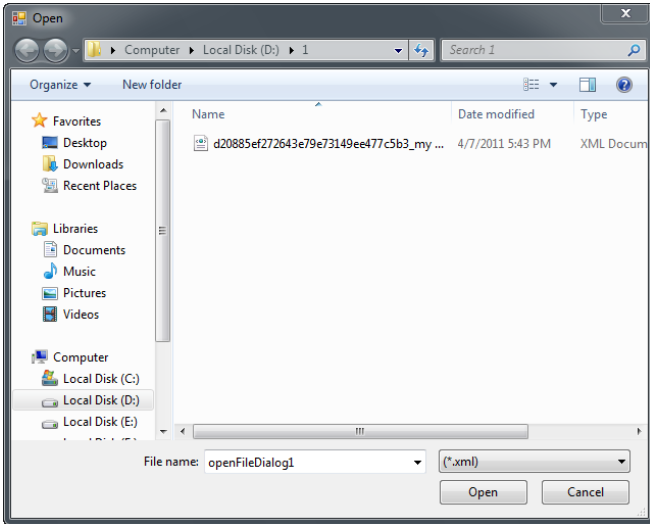 Open
Computer Local Disk (D:) 1
Search 1
Organize New folder
Name Date modified Type
d20885ef272643e79e73149ee477c5b3_my ... 4/7/2011 5:43 PM XML Docum
Favorites
Desktop
Downloads
Recent Places
Libraries
Documents
Music
Pictures
Videos
Computer
Local Disk (C:)
Local Disk (D:)
Local Disk (E:)
File name: openFileDialog1 (*.xml)
Open Cancel